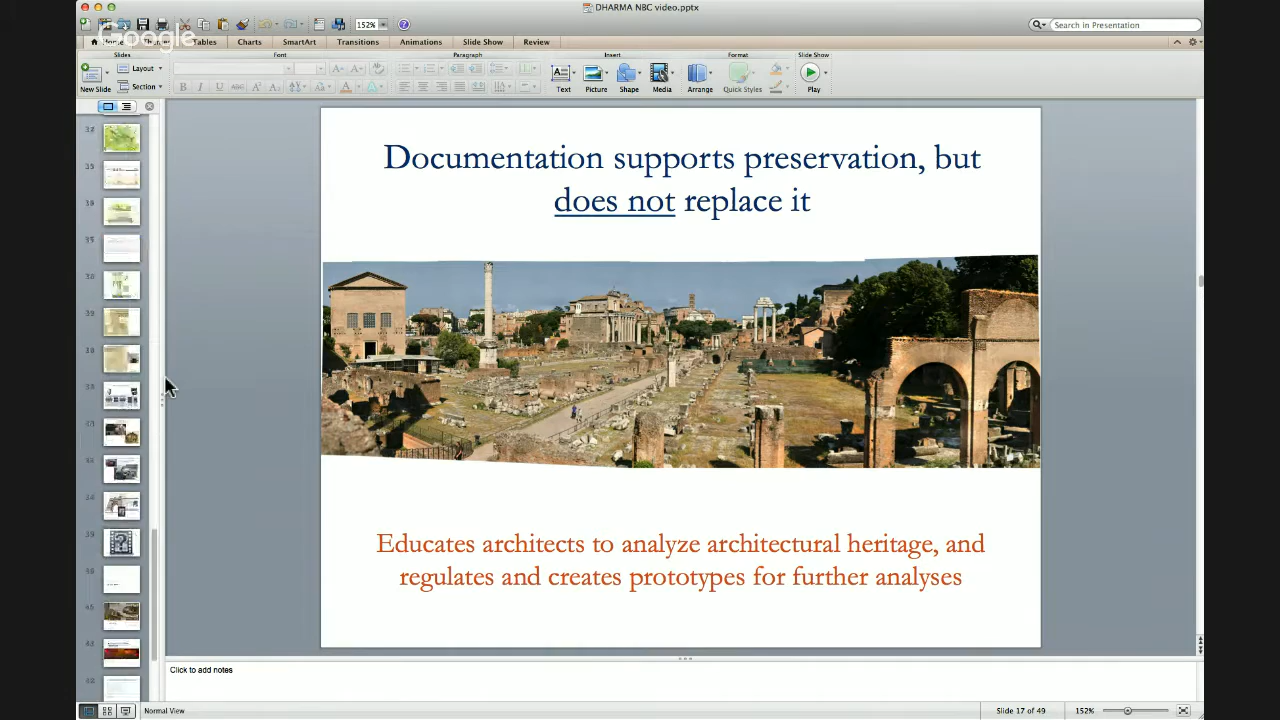 DHARMA NBC video.pptx
152%
Search in Presentation
Google
Tables
Charts
SmartArt
Transitions
Animations
Slide Show
Review
Slides
Font
Paragraph
Insert
Format
Slide Show
New Slide
Layout
Section
B I U ABC
Text
Picture
Shape
Media
Arrange
Quick Styles
Play
Documentation supports preservation, but
does not replace it
Educates architects to analyze architectural heritage, and
regulates and creates prototypes for further analyses
Click to add notes
Normal View
Slide 17 of 49
152%